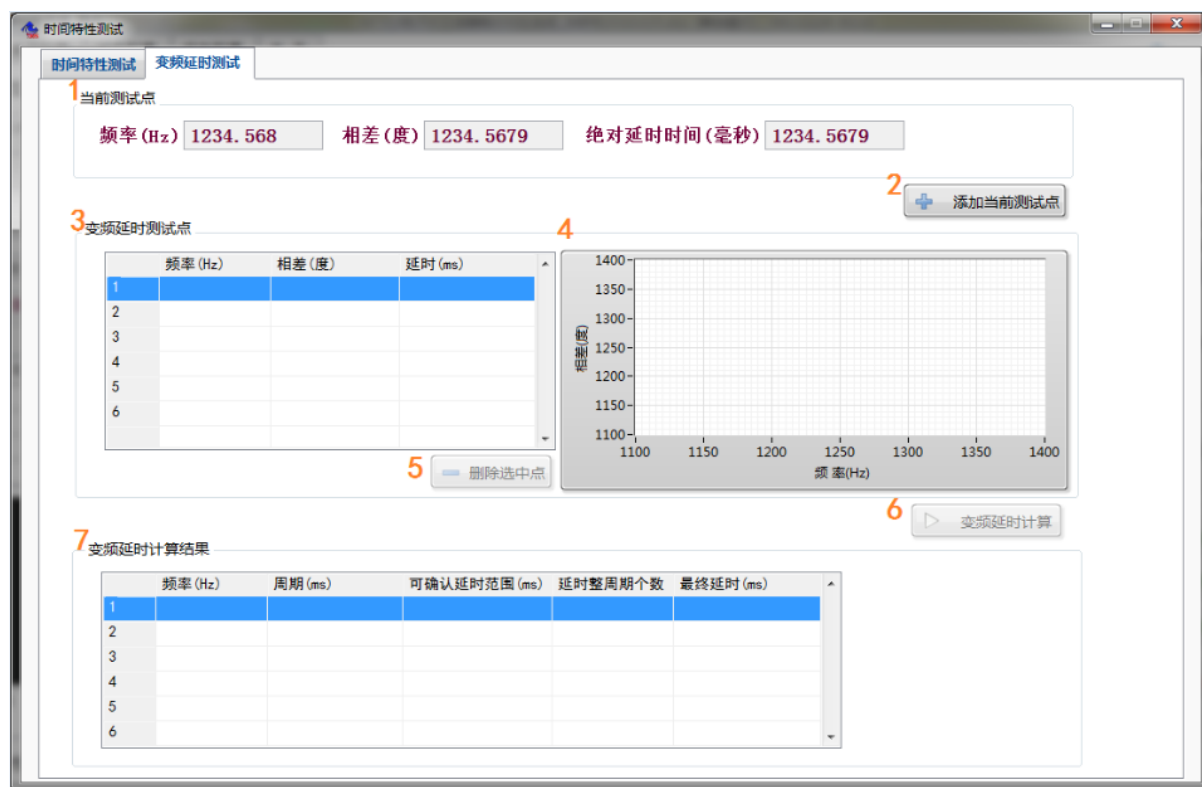 时间特性测试
时间特性测试 变频延时测试
1 当前测试点
频率(Hz) 1234.568 相差(度) 1234.5679 绝对延时时间(毫秒) 1234.5679
2 添加当前测试点
3 变频延时测试点 4
频率(Hz) 相差(度) 延时(ms)
1
2
3
4
5
6
相差(度)
1400
1350
1300
1250
1200
1150
1100
1100 1150 1200 1250 1300 1350 1400
频率(Hz)
5 删除选中点
6 变频延时计算
7 变频延时计算结果
频率(Hz) 周期(ms) 可确认延时范围(ms) 延时整周期个数 最终延时(ms)
1
2
3
4
5
6